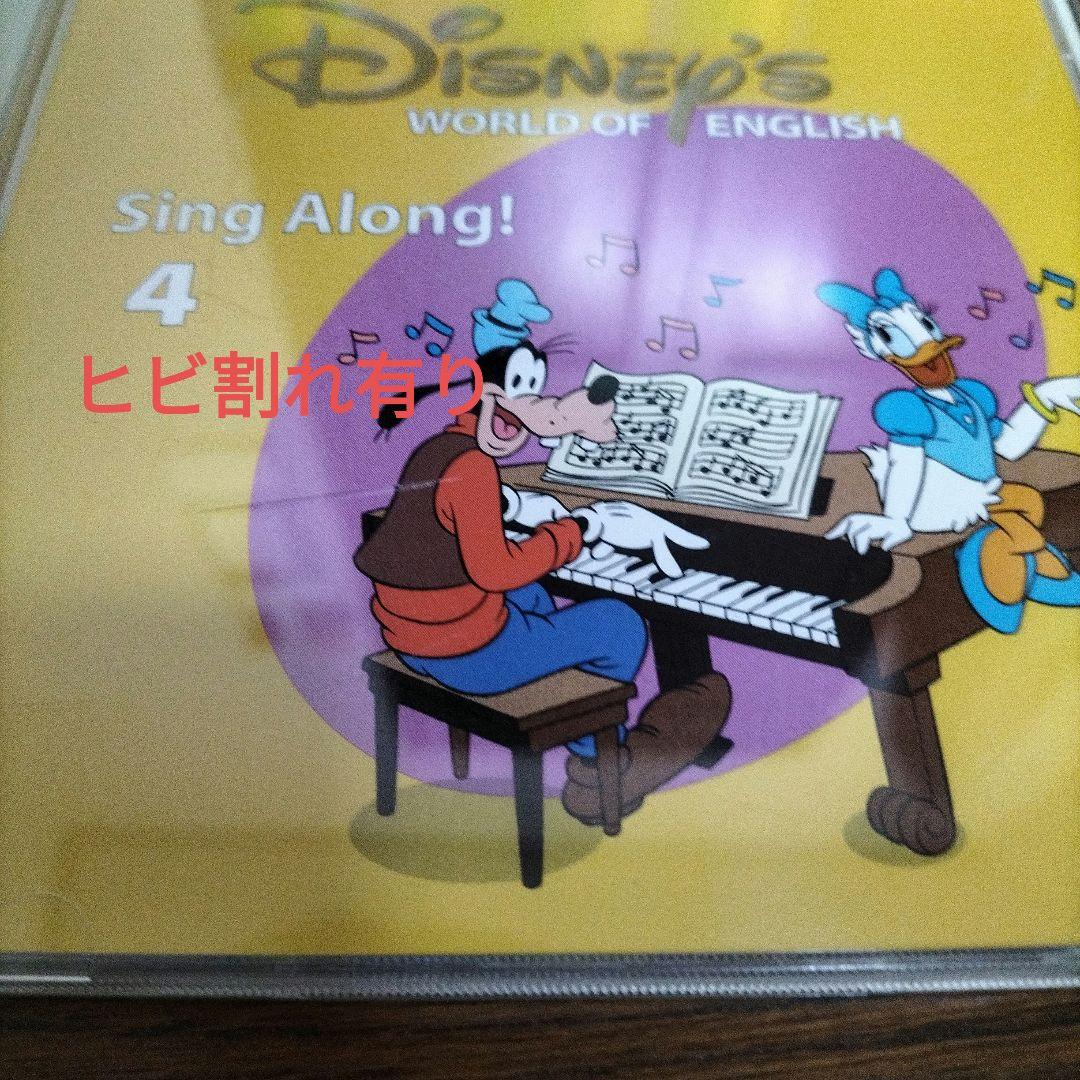 DISNEY'S
WORLD OF ENGLISH
Sing Along!
4
ヒビ割れ有り